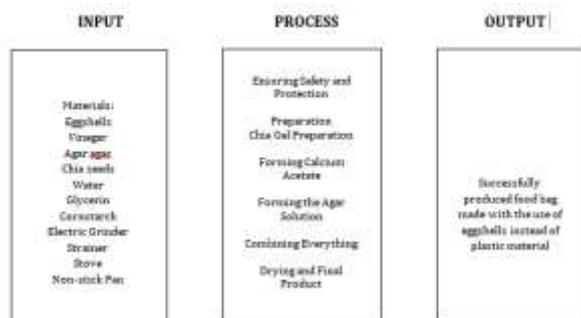 INPUT
PROCESS
OUTPUT
Materials:
Eggshells
Vinegar
Agar agar
Chia seeds
Water
Glycerin
Cornstarch
Electric Grinder
Strainer
Stove
Non-stick Pan
Ensuring Safety and
Protection
Preparation
Chia Gel Preparation
Forming Calcium
Acetate
Forming the Agar
Solution
Combining Everything
Drying and Final
Product
Successfully
produced food bag
made with the use of
eggshells instead of
plastic material